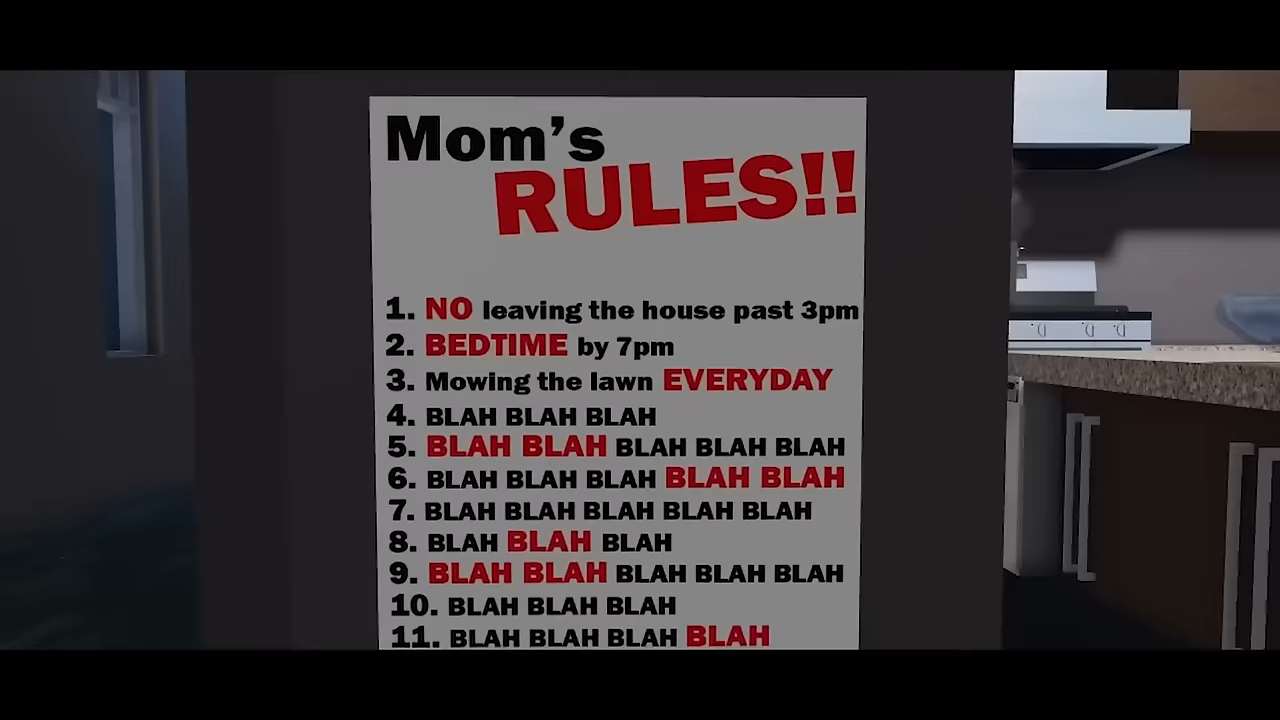 Mom's
RULES!!
1. NO leaving the house past 3pm
2. BEDTIME by 7pm
3. Mowing the lawn EVERYDAY
4. BLAH BLAH BLAH
5. BLAH BLAH BLAH BLAH BLAH
6. BLAH BLAH BLAH BLAH BLAH
7. BLAH BLAH BLAH BLAH BLAH
8. BLAH BLAH BLAH
9. BLAH BLAH BLAH BLAH BLAH
10. BLAH BLAH BLAH
11. BLAH BLAH BLAH BLAH